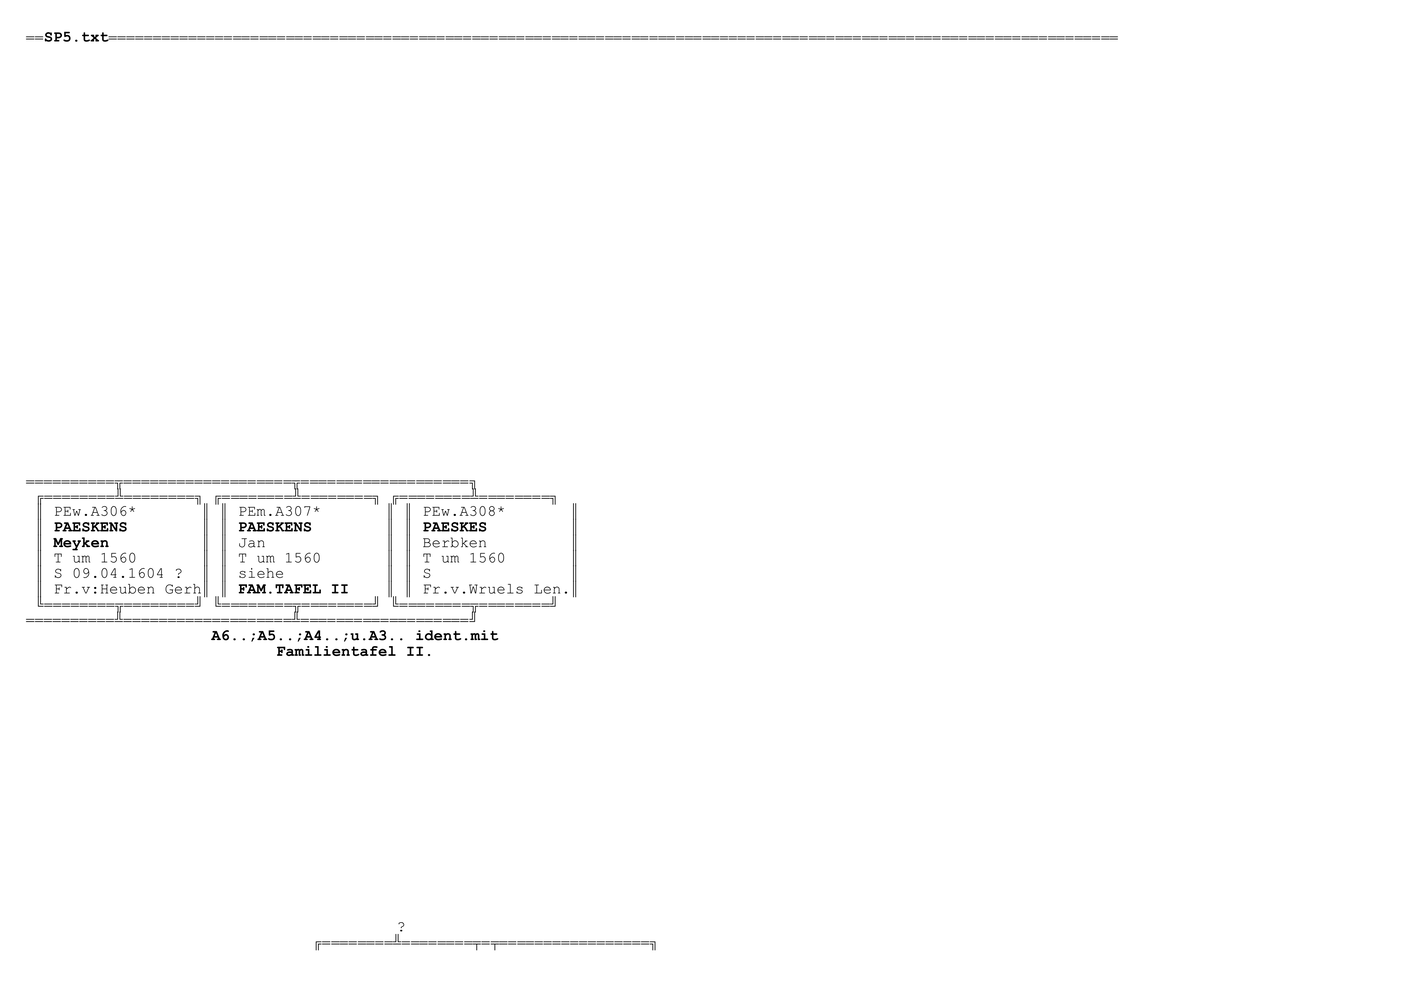 SP5.txt
PEw.A306* PEm.A307* PEw.A308*
PAESKENS PAESKENS PAESKES
Meyken Jan Berbken
T um 1560 T um 1560 T um 1560
S 09.04.1604 ? siehe S
Fr.v:Heuben Gerh FAM.TAFEL II Fr.v.Wruels Len.
A6..;A5..;A4..;u.A3.. ident.mit
Familientafel II.
?